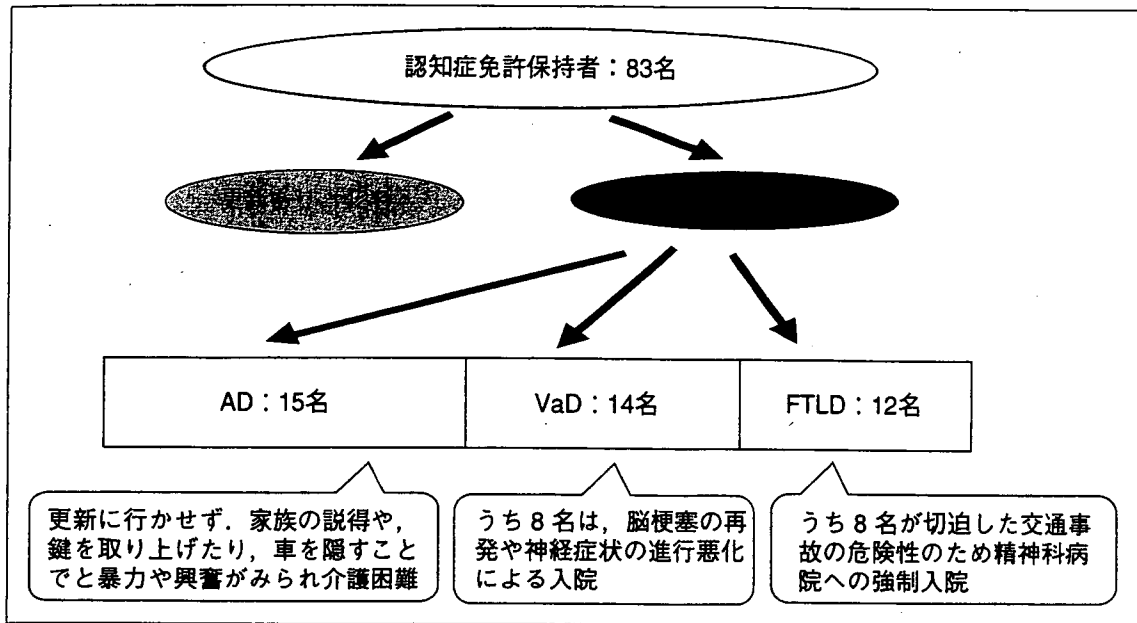 認知症免許保持者：83名
AD：15名
VaD：14名
FTLD：12名
更新に行かせず．家族の説得や，
鍵を取り上げたり，車を隠すこと
でと暴力や興奮がみられ介護困難
うち8名は，脳梗塞の再
発や神経症状の進行悪化
による入院
うち8名が切迫した交通事
故の危険性のため精神科病
院への強制入院